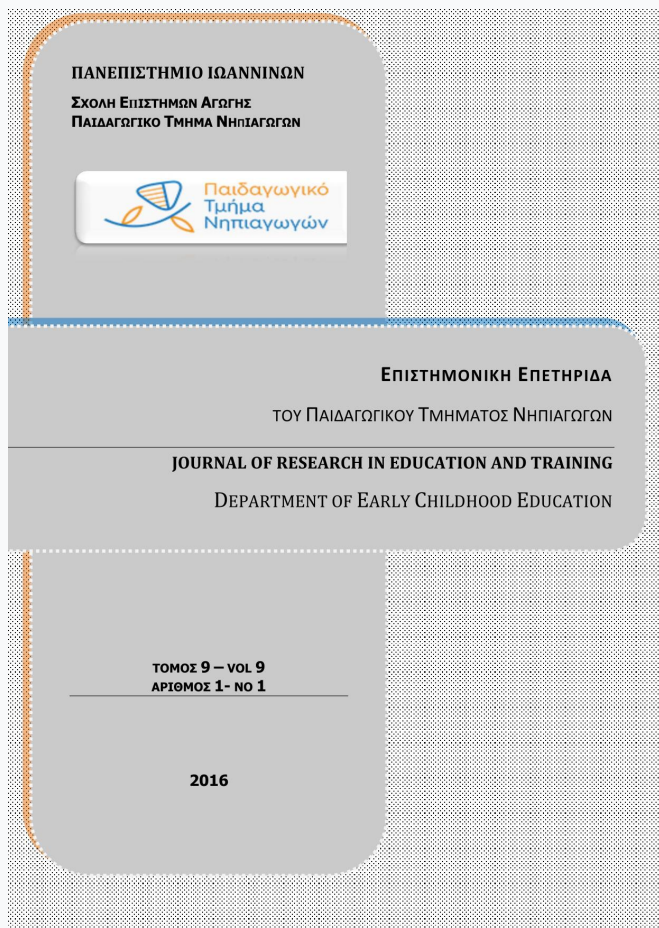 ΠΑΝΕΠΙΣΤΗΜΙΟ ΙΩΑΝΝΙΝΩΝ
ΣΧΟΛΗ ΕΠΙΣΤΗΜΩΝ ΑΓΩΓΗΣ
ΠΑΙΔΑΓΩΓΙΚΟ ΤΜΗΜΑ ΝΗΠΙΑΓΩΓΩΝ
Παιδαγωγικό
Τμήμα
Νηπιαγωγών
ΕΠΙΣΤΗΜΟΝΙΚΗ ΕΠΕΤΗΡΙΔΑ
ΤΟΥ ΠΑΙΔΑΓΩΓΙΚΟΥ ΤΜΗΜΑΤΟΣ ΝΗΠΙΑΓΩΓΩΝ
JOURNAL OF RESEARCH IN EDUCATION AND TRAINING
DEPARTMENT OF EARLY CHILDHOOD EDUCATION
ΤΟΜΟΣ 9 – VOL 9
ΑΡΙΘΜΟΣ 1- NO 1
2016